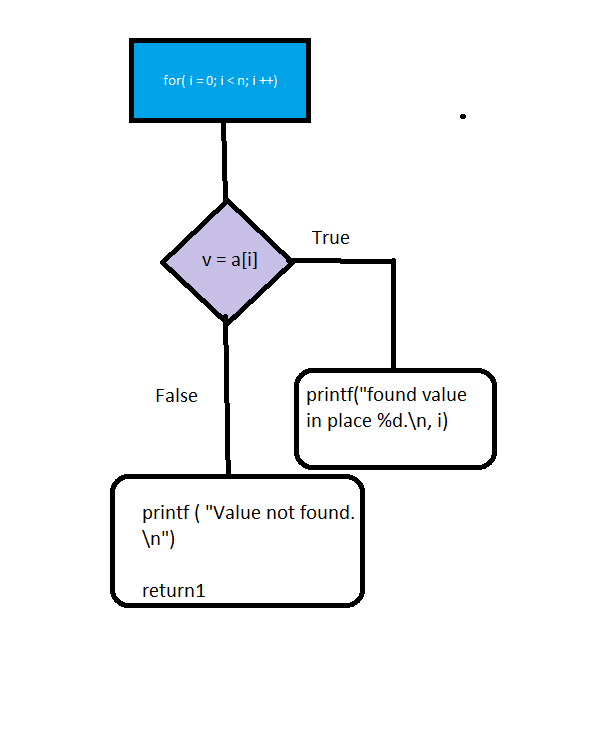 for( i = 0; i < n; i ++)
v = a[i]
True
False
printf("found value
in place %d.\n, i)
printf ( "Value not found.
\n")
return1